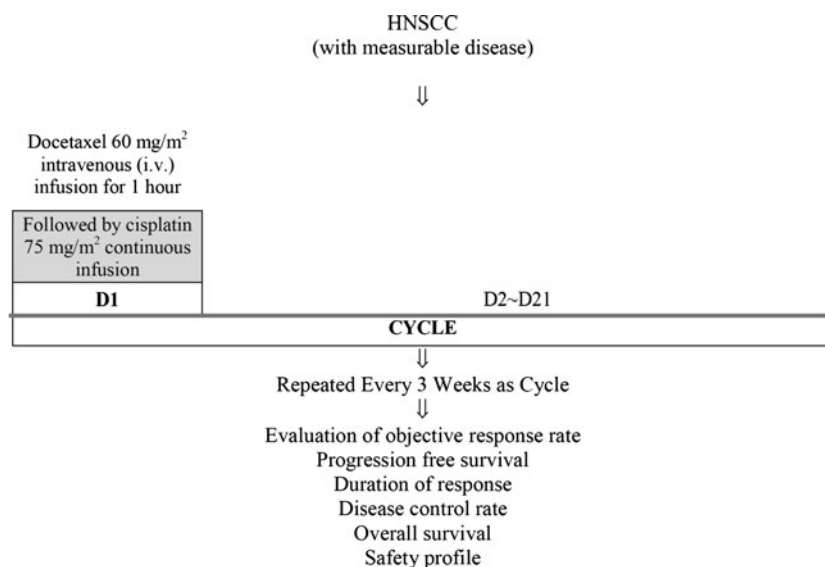 HNSCC
(with measurable disease)
⇓
Docetaxel 60 mg/m²
intravenous (i.v.)
infusion for 1 hour
Followed by cisplatin
75 mg/m² continuous
infusion
D1
D2~D21
CYCLE
⇓
Repeated Every 3 Weeks as Cycle
⇓
Evaluation of objective response rate
Progression free survival
Duration of response
Disease control rate
Overall survival
Safety profile